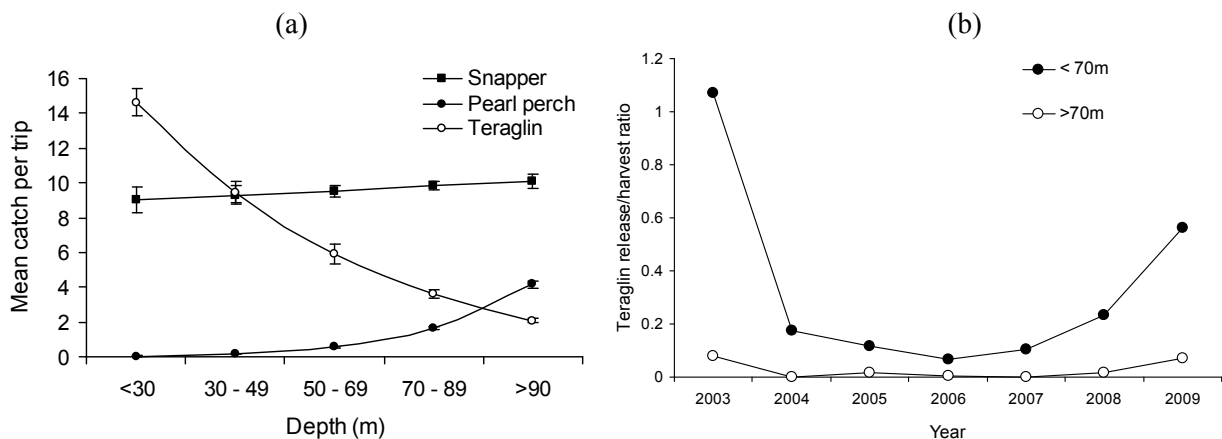 (a)
Mean catch per trip
16
14
12
10
8
6
4
2
0
Snapper
Pearl perch
Teraglin
<30
30 - 49
50 - 69
70 - 89
>90
Depth (m)
(b)
Teraglin release/harvest ratio
1.2
1
0.8
0.6
0.4
0.2
0
< 70m
>70m
2003
2004
2005
2006
2007
2008
2009
Year